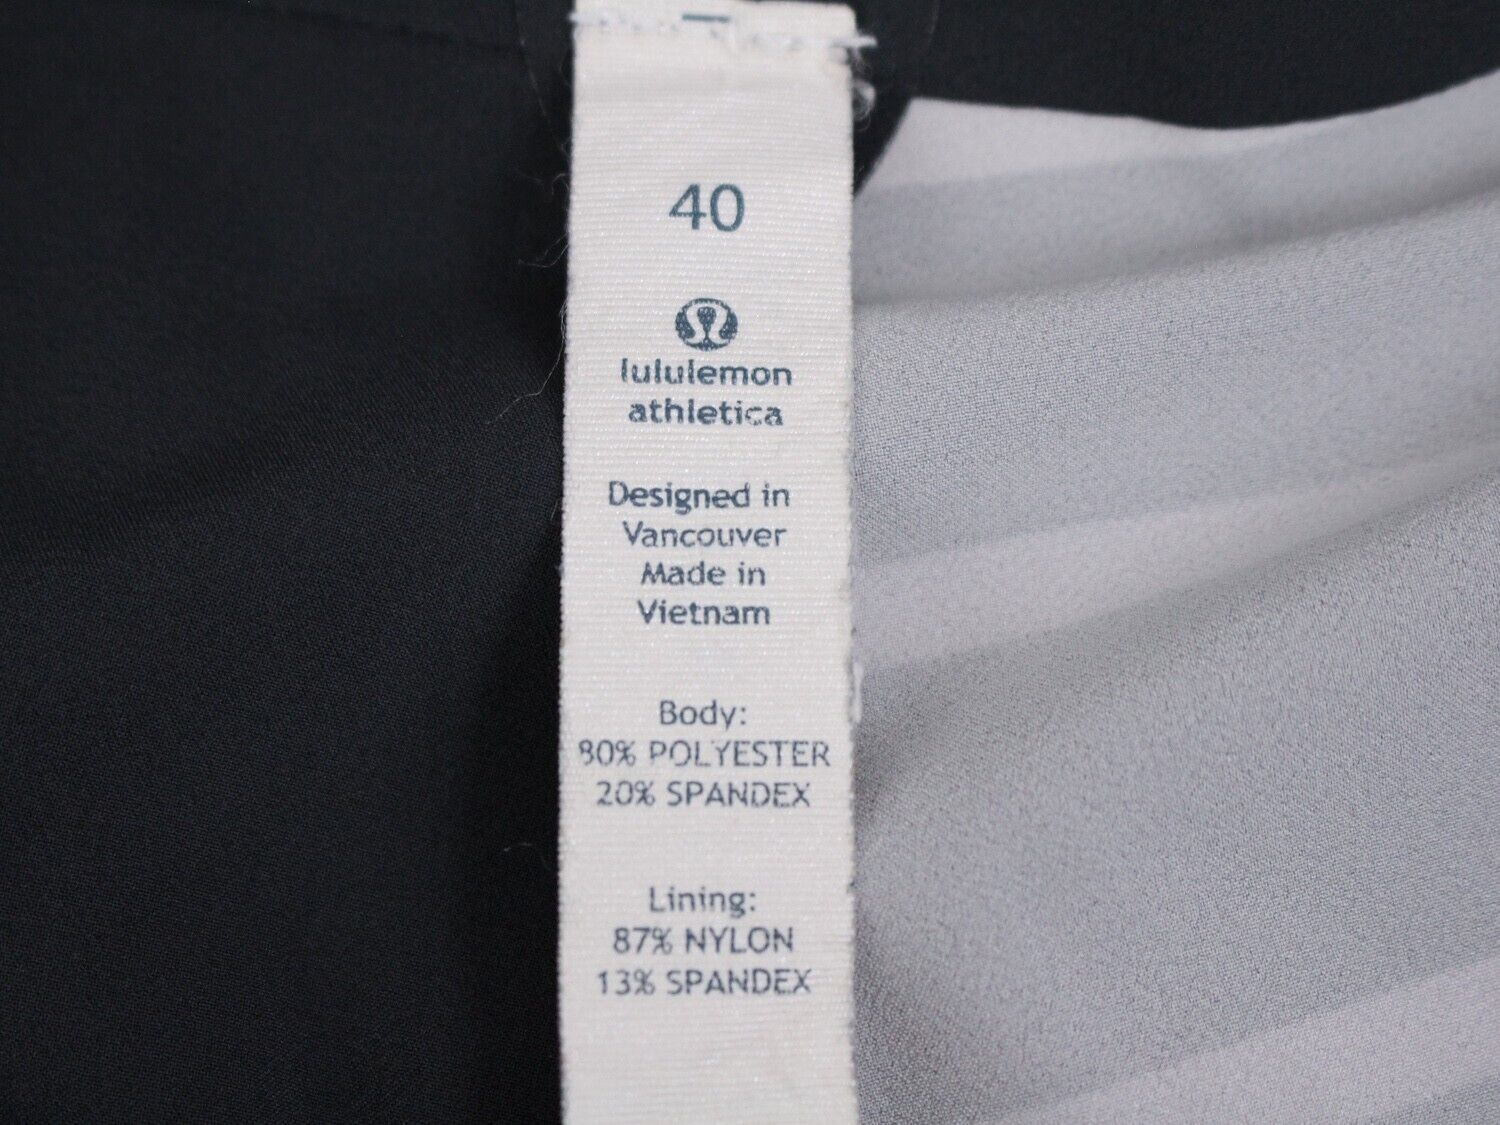 40
lululemon
athletica
Designed in
Vancouver
Made in
Vietnam
Body:
80% POLYESTER
20% SPANDEX
Lining:
87% NYLON
13% SPANDEX